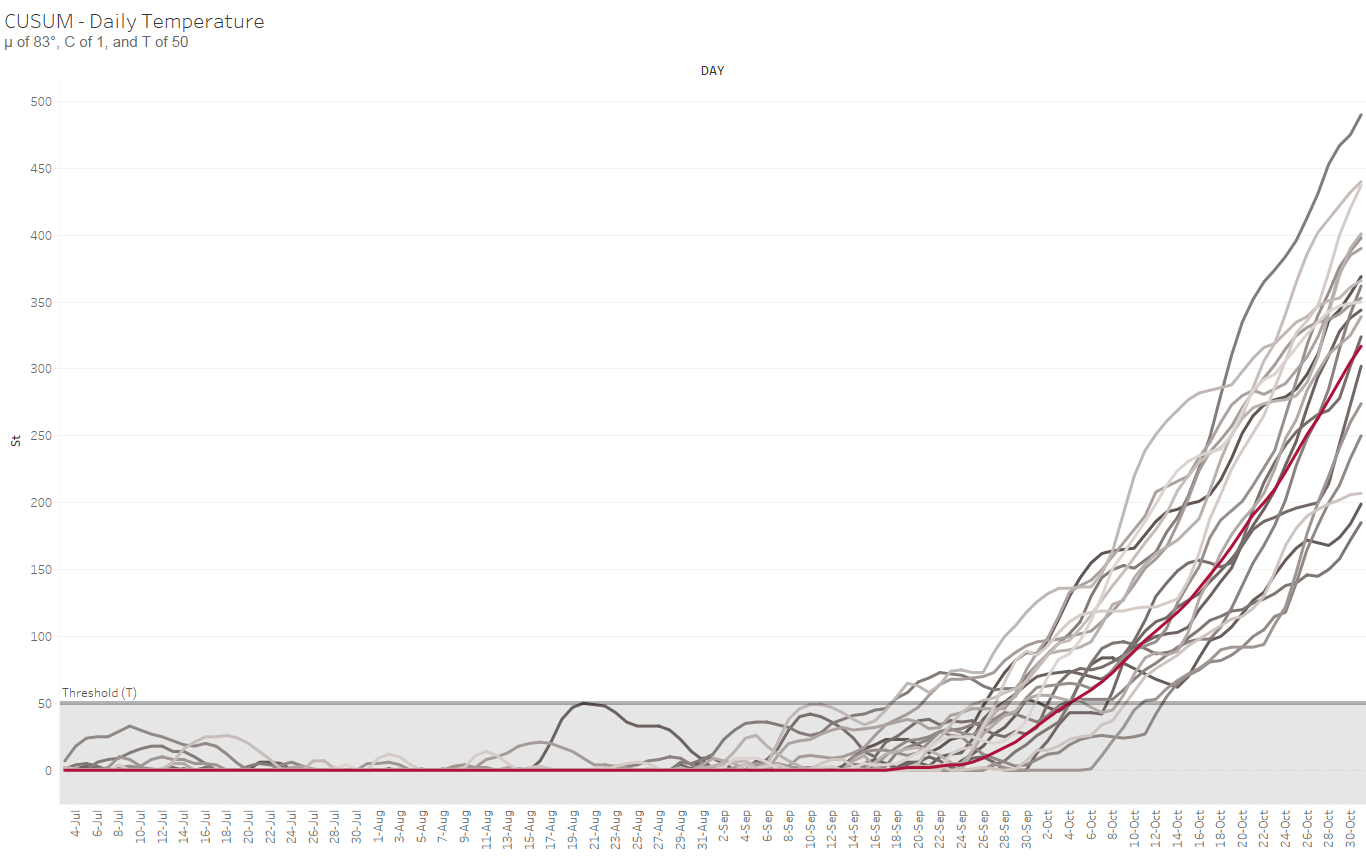 CUSUM - Daily Temperature
µ of 83°, C of 1, and T of 50
DAY
500
450
400
350
300
250
200
150
100
50
0
St
Threshold (T)
4-Jul
6-Jul
8-Jul
10-Jul
12-Jul
14-Jul
16-Jul
18-Jul
20-Jul
22-Jul
24-Jul
26-Jul
28-Jul
30-Jul
1-Aug
3-Aug
5-Aug
7-Aug
9-Aug
11-Aug
13-Aug
15-Aug
17-Aug
19-Aug
21-Aug
23-Aug
25-Aug
27-Aug
29-Aug
31-Aug
2-Sep
4-Sep
6-Sep
8-Sep
10-Sep
12-Sep
14-Sep
16-Sep
18-Sep
20-Sep
22-Sep
24-Sep
26-Sep
28-Sep
30-Sep
2-Oct
4-Oct
6-Oct
8-Oct
10-Oct
12-Oct
14-Oct
16-Oct
18-Oct
20-Oct
22-Oct
24-Oct
26-Oct
28-Oct
30-Oct